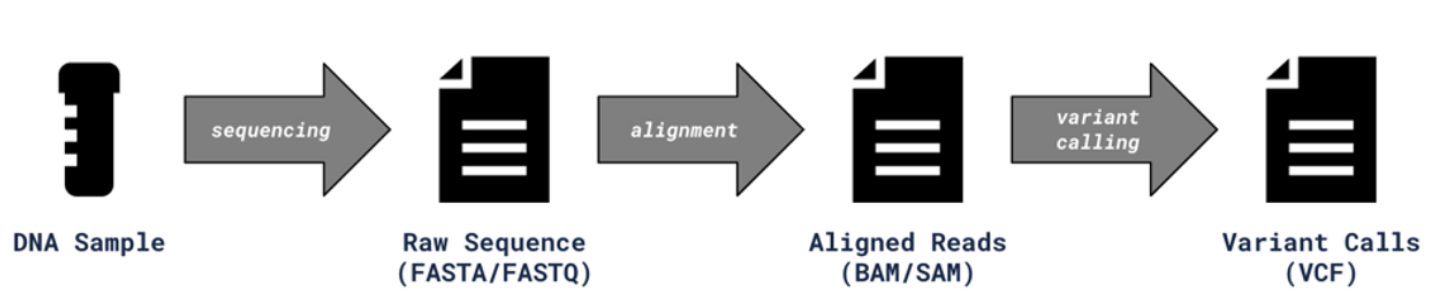 sequencing
alignment
variant
calling
DNA Sample
Raw Sequence
(FASTA/FASTQ)
Aligned Reads
(BAM/SAM)
Variant Calls
(VCF)